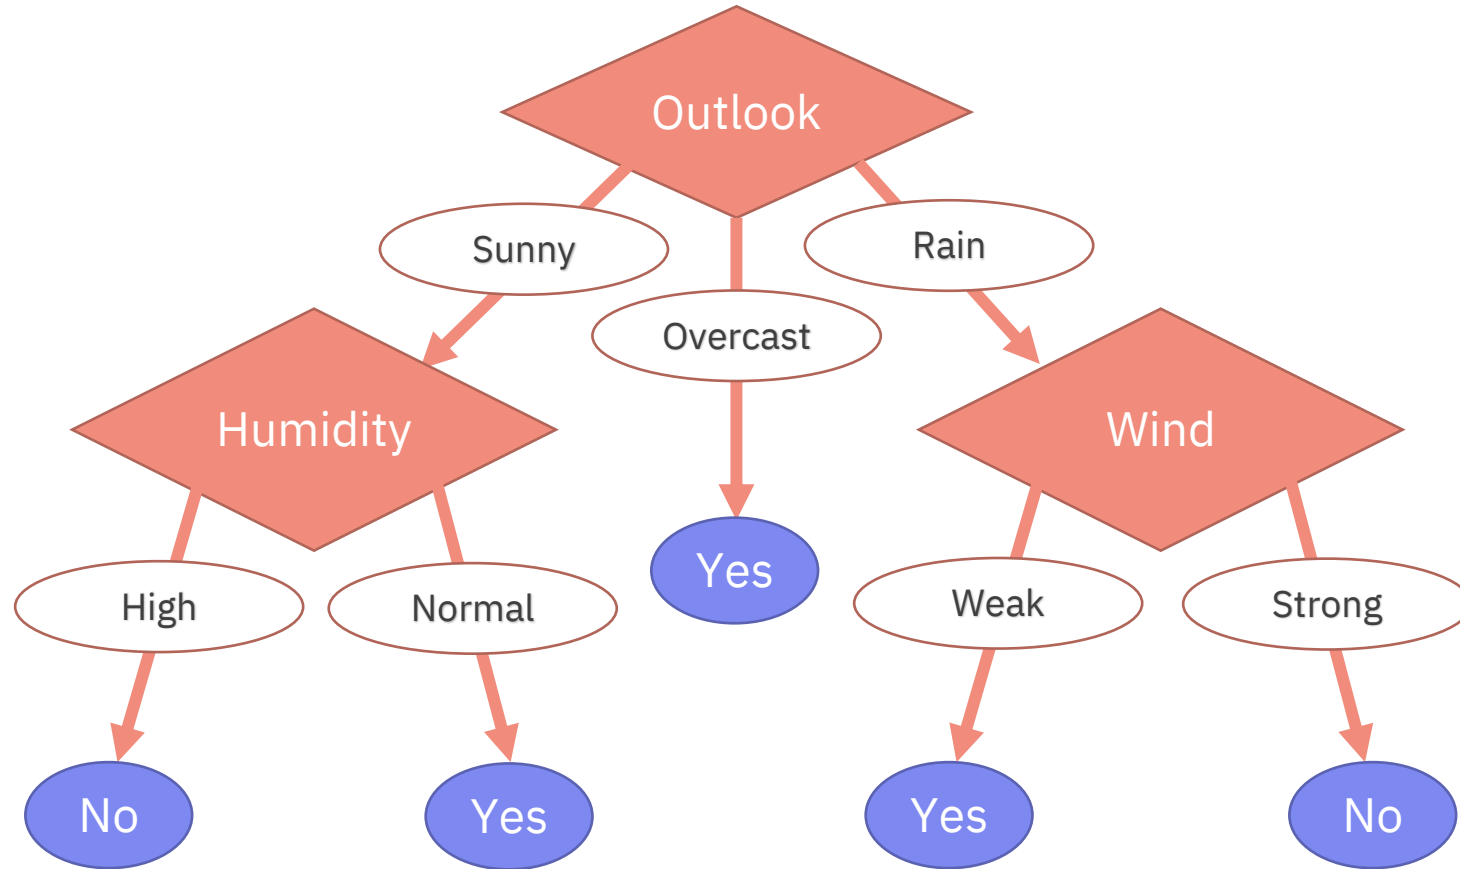 Outlook
Sunny
Rain
Overcast
Humidity
Wind
Yes
High
Normal
Weak
Strong
No
Yes
Yes
No